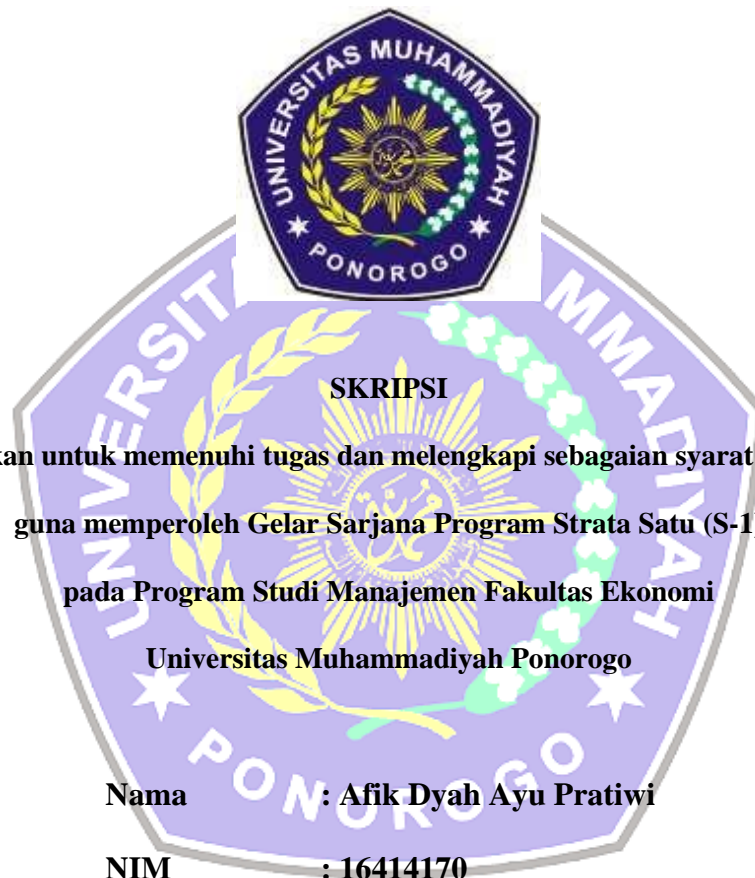 UNIVERSITAS MUHAMMADIYAH
PONOROGO
SKRIPSI
kan untuk memenuhi tugas dan melengkapi sebagaian syarat
guna memperoleh Gelar Sarjana Program Strata Satu (S-1)
pada Program Studi Manajemen Fakultas Ekonomi
Universitas Muhammadiyah Ponorogo
Nama : Afik Dyah Ayu Pratiwi
NIM : 16414170